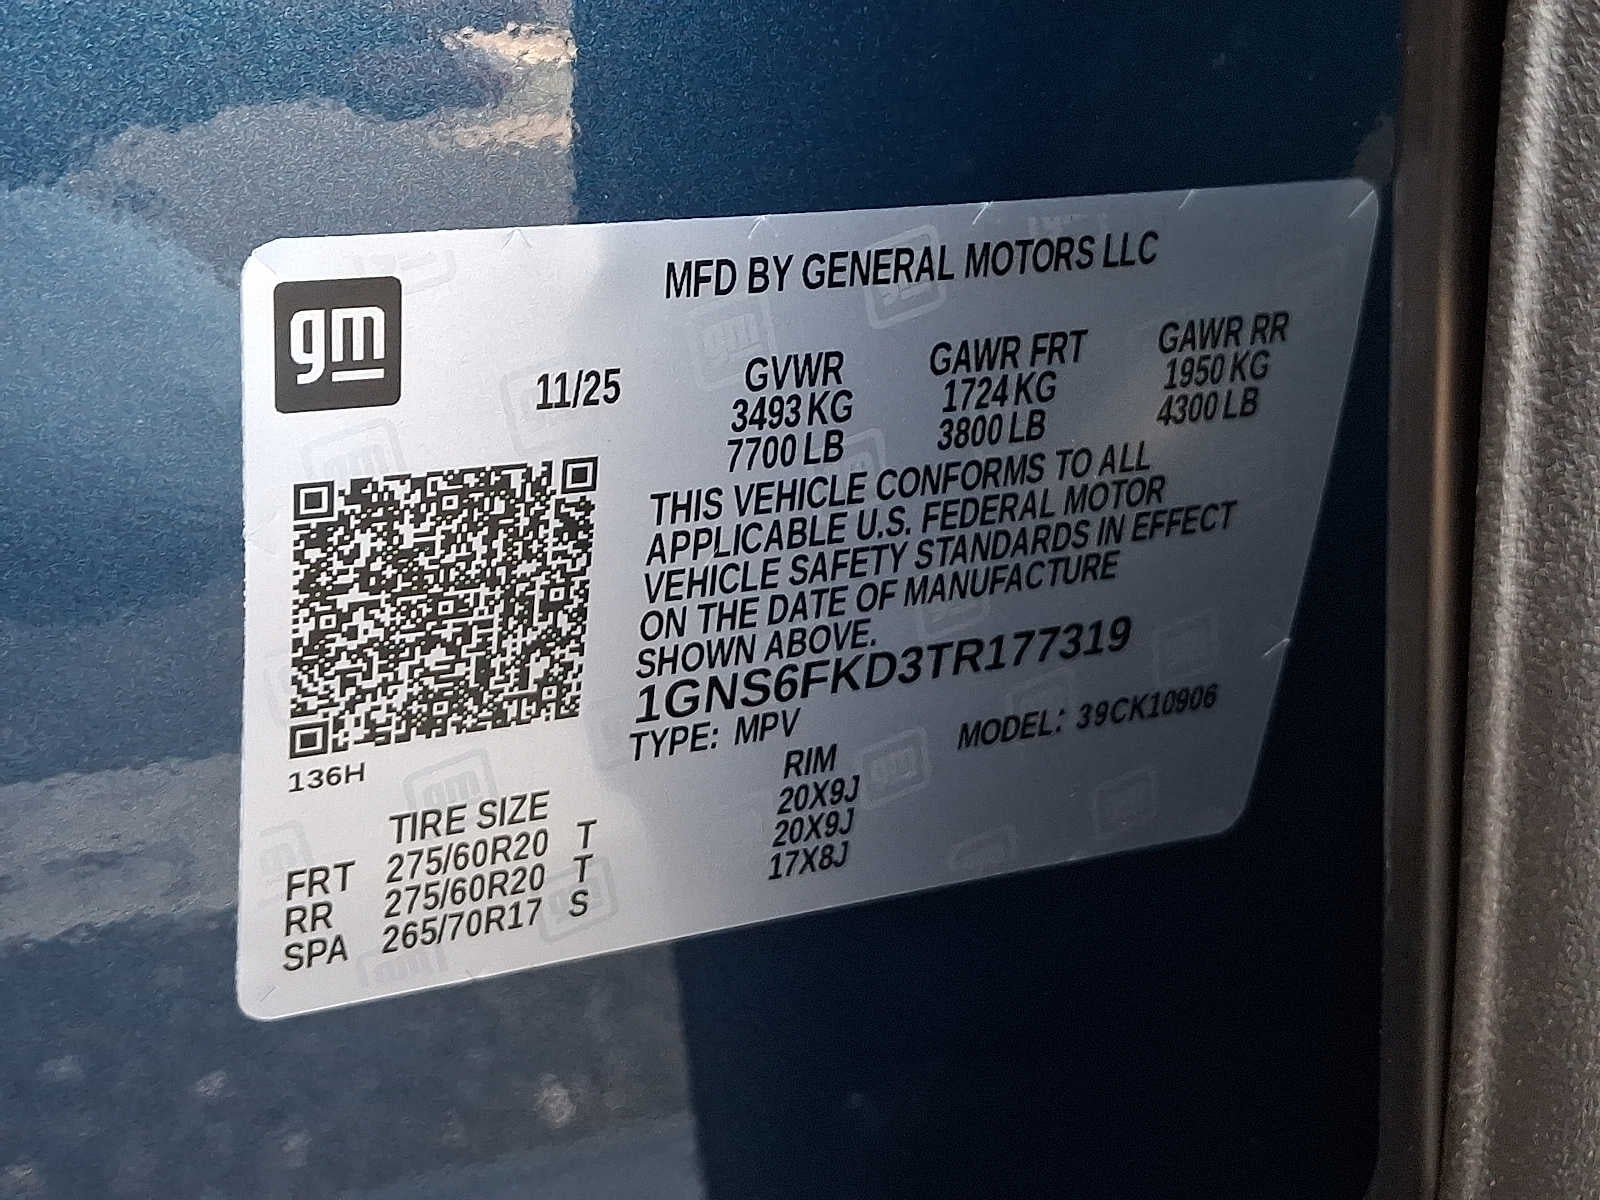 MFD BY GENERAL MOTORS LLC
gm
11/25
GVWR GAWR FRT GAWR RR
3493 KG 1724 KG 1950 KG
7700 LB 3800 LB 4300 LB
THIS VEHICLE CONFORMS TO ALL
APPLICABLE U.S. FEDERAL MOTOR
VEHICLE SAFETY STANDARDS IN EFFECT
ON THE DATE OF MANUFACTURE
SHOWN ABOVE.
1GNS6FKD3TR177319
TYPE: MPV MODEL: 39CK10906
136H
TIRE SIZE RIM
FRT 275/60R20 T 20X9J
RR 275/60R20 T 20X9J
SPA 265/70R17 S 17X8J